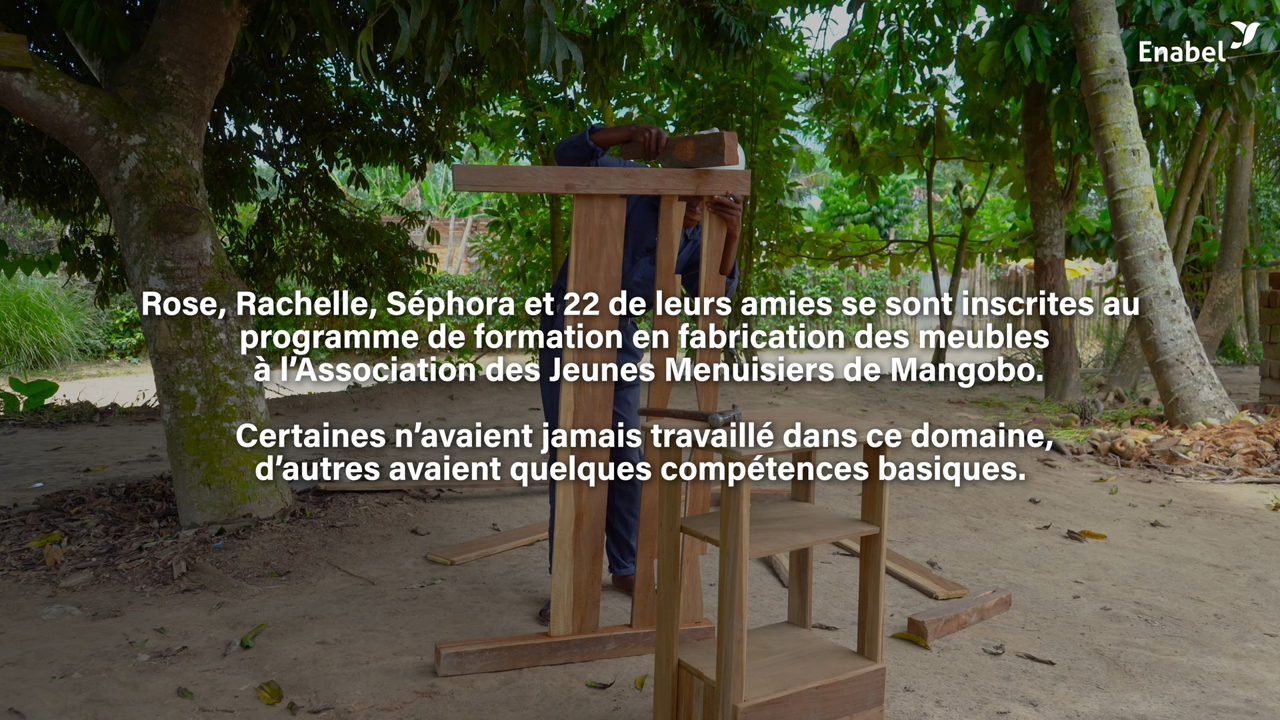 Enabel
Rose, Rachelle, Séphora et 22 de leurs amies se sont inscrites au
programme de formation en fabrication des meubles
à l’Association des Jeunes Menuisiers de Mangobo.
Certaines n’avaient jamais travaillé dans ce domaine,
d’autres avaient quelques compétences basiques.